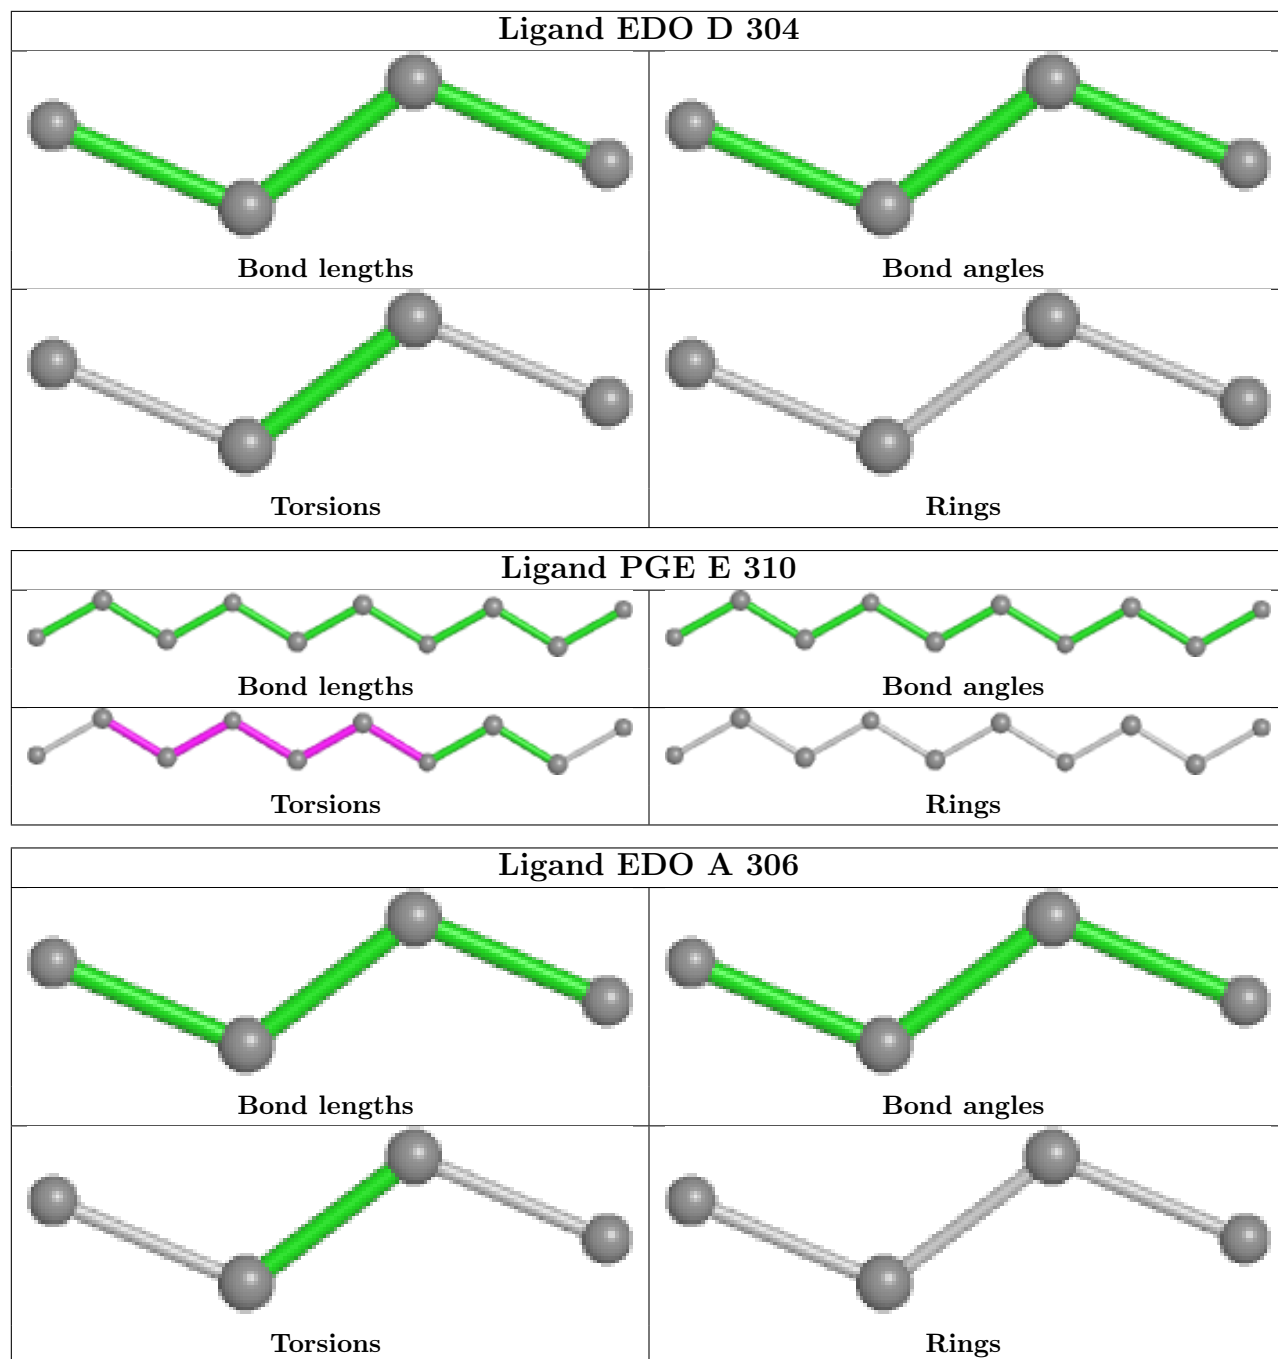 Ligand EDO D 304
Bond lengths
Bond angles
Torsions
Rings
Ligand PGE E 310
Bond lengths
Bond angles
Torsions
Rings
Ligand EDO A 306
Bond lengths
Bond angles
Torsions
Rings